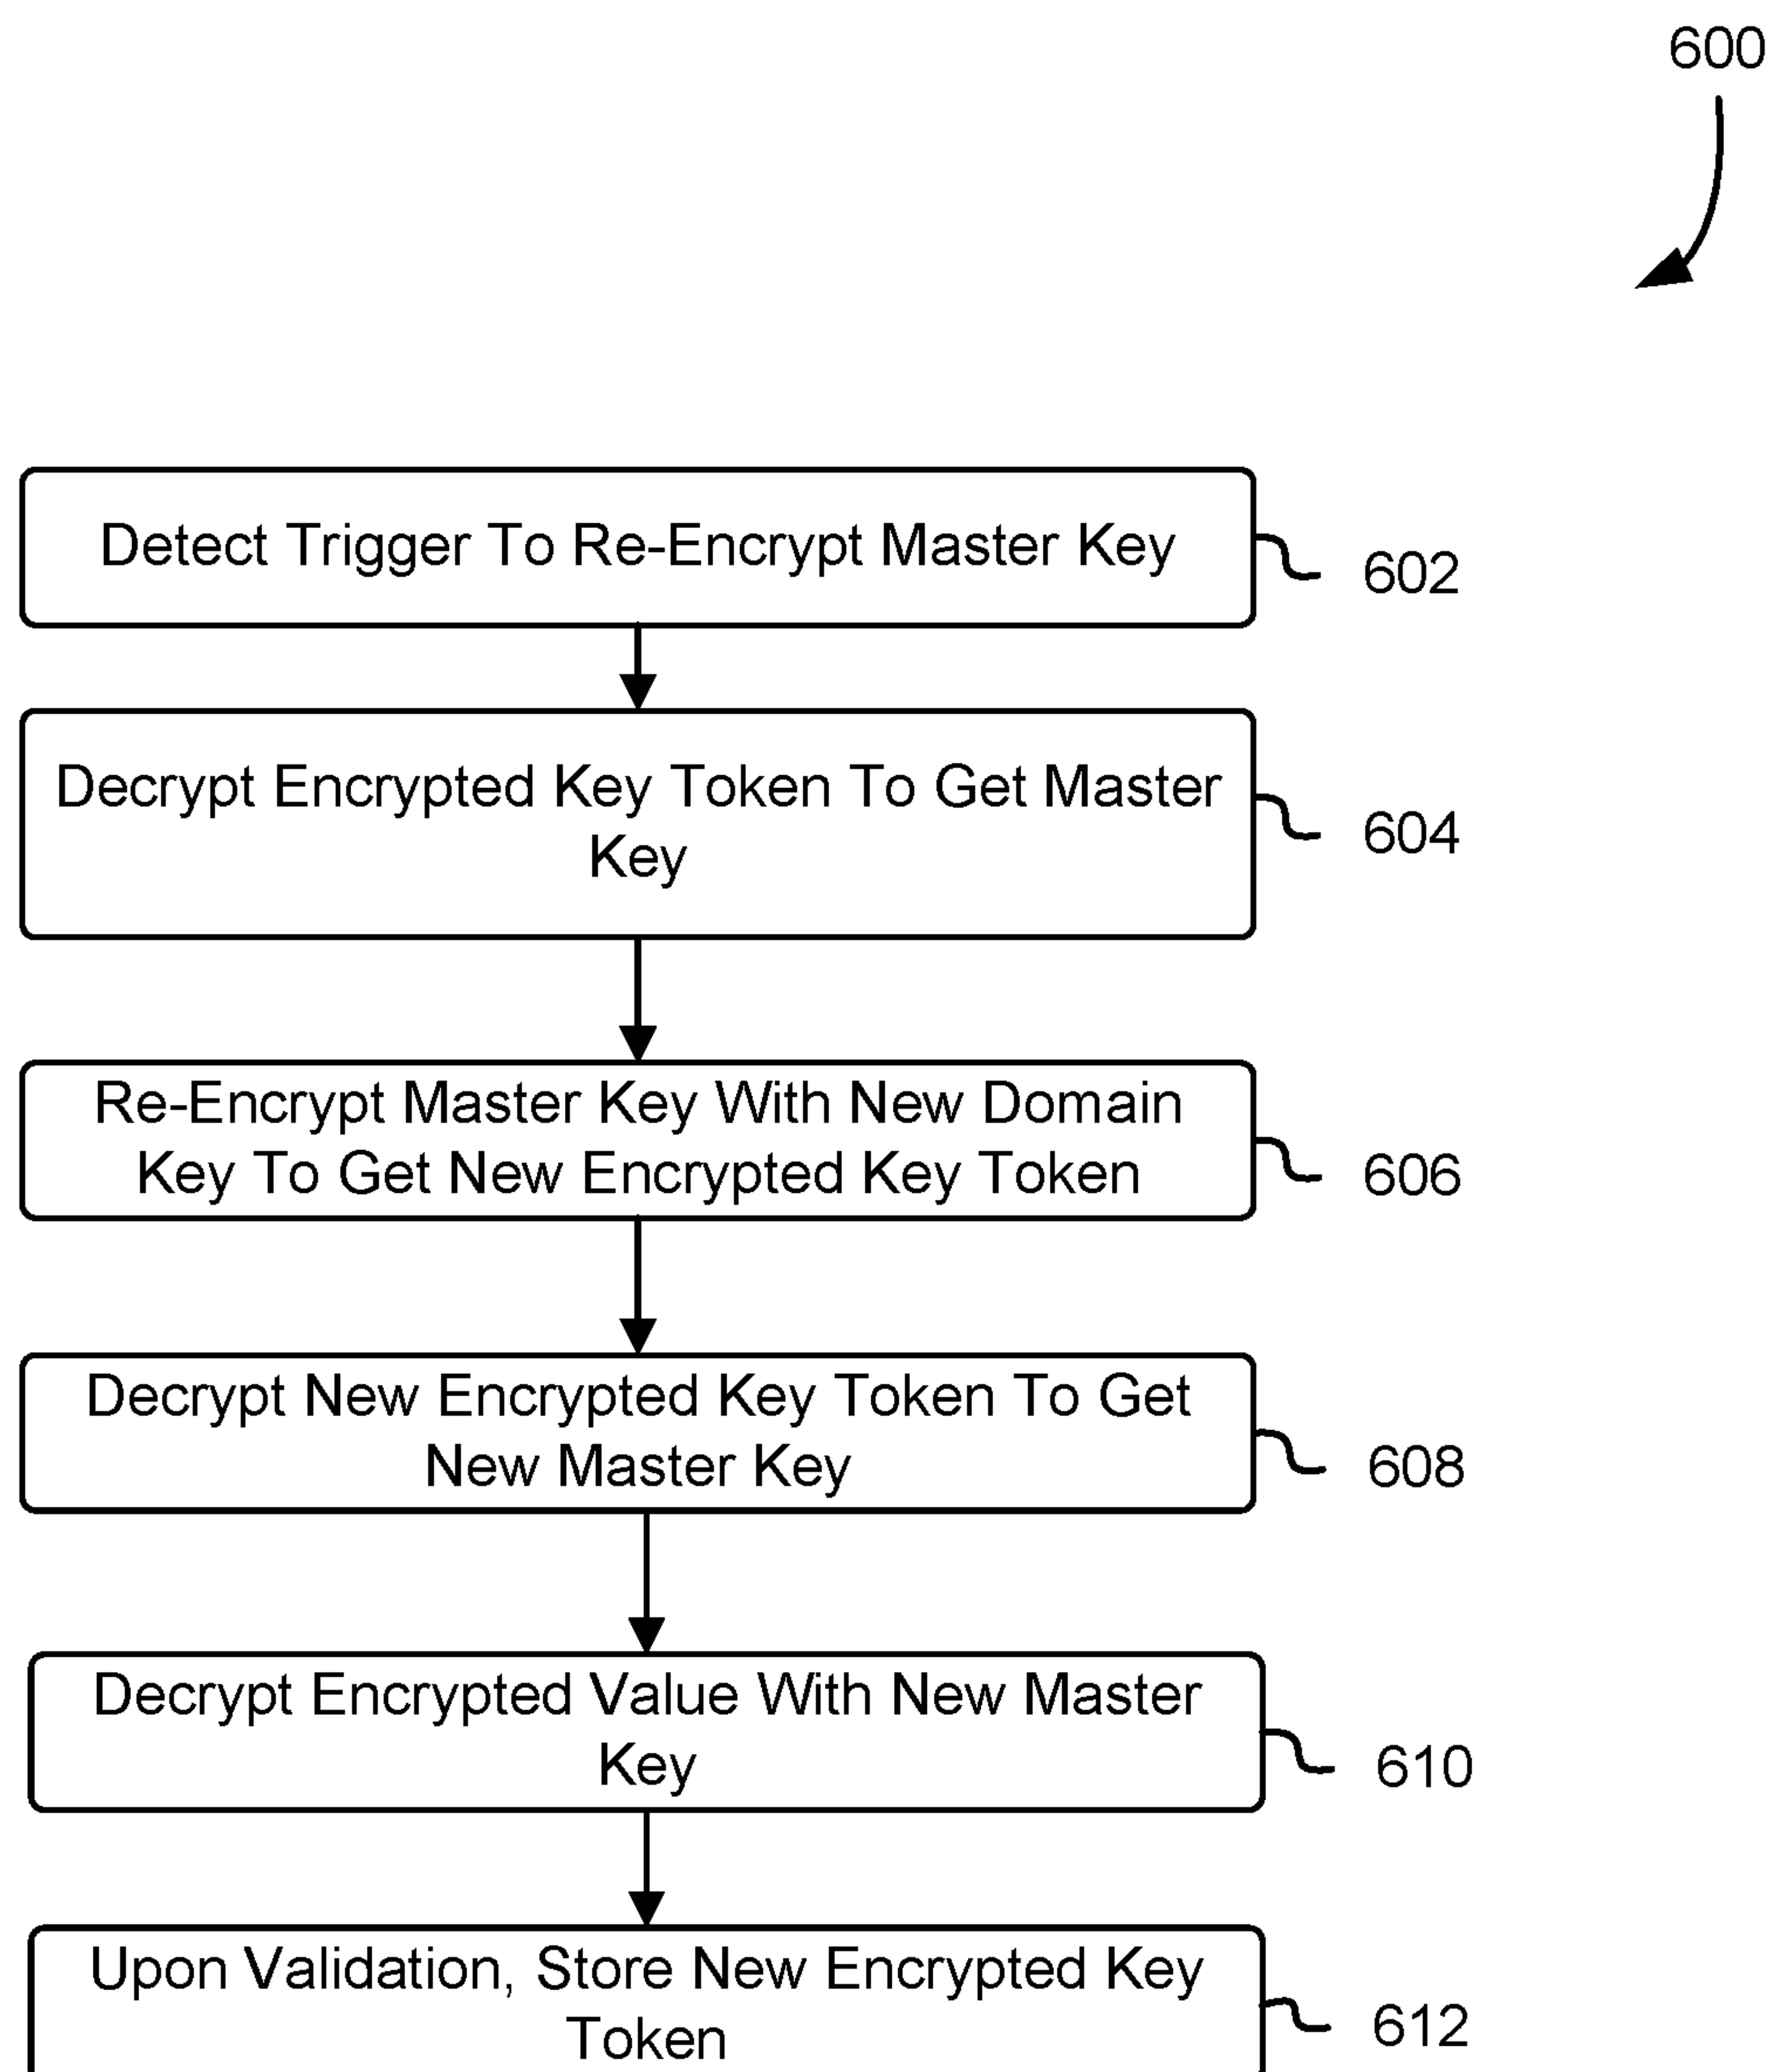 600
Detect Trigger To Re-Encrypt Master Key
602
Decrypt Encrypted Key Token To Get Master
Key
604
Re-Encrypt Master Key With New Domain
Key To Get New Encrypted Key Token
606
Decrypt New Encrypted Key Token To Get
New Master Key
608
Decrypt Encrypted Value With New Master
Key
610
Upon Validation, Store New Encrypted Key
Token
612